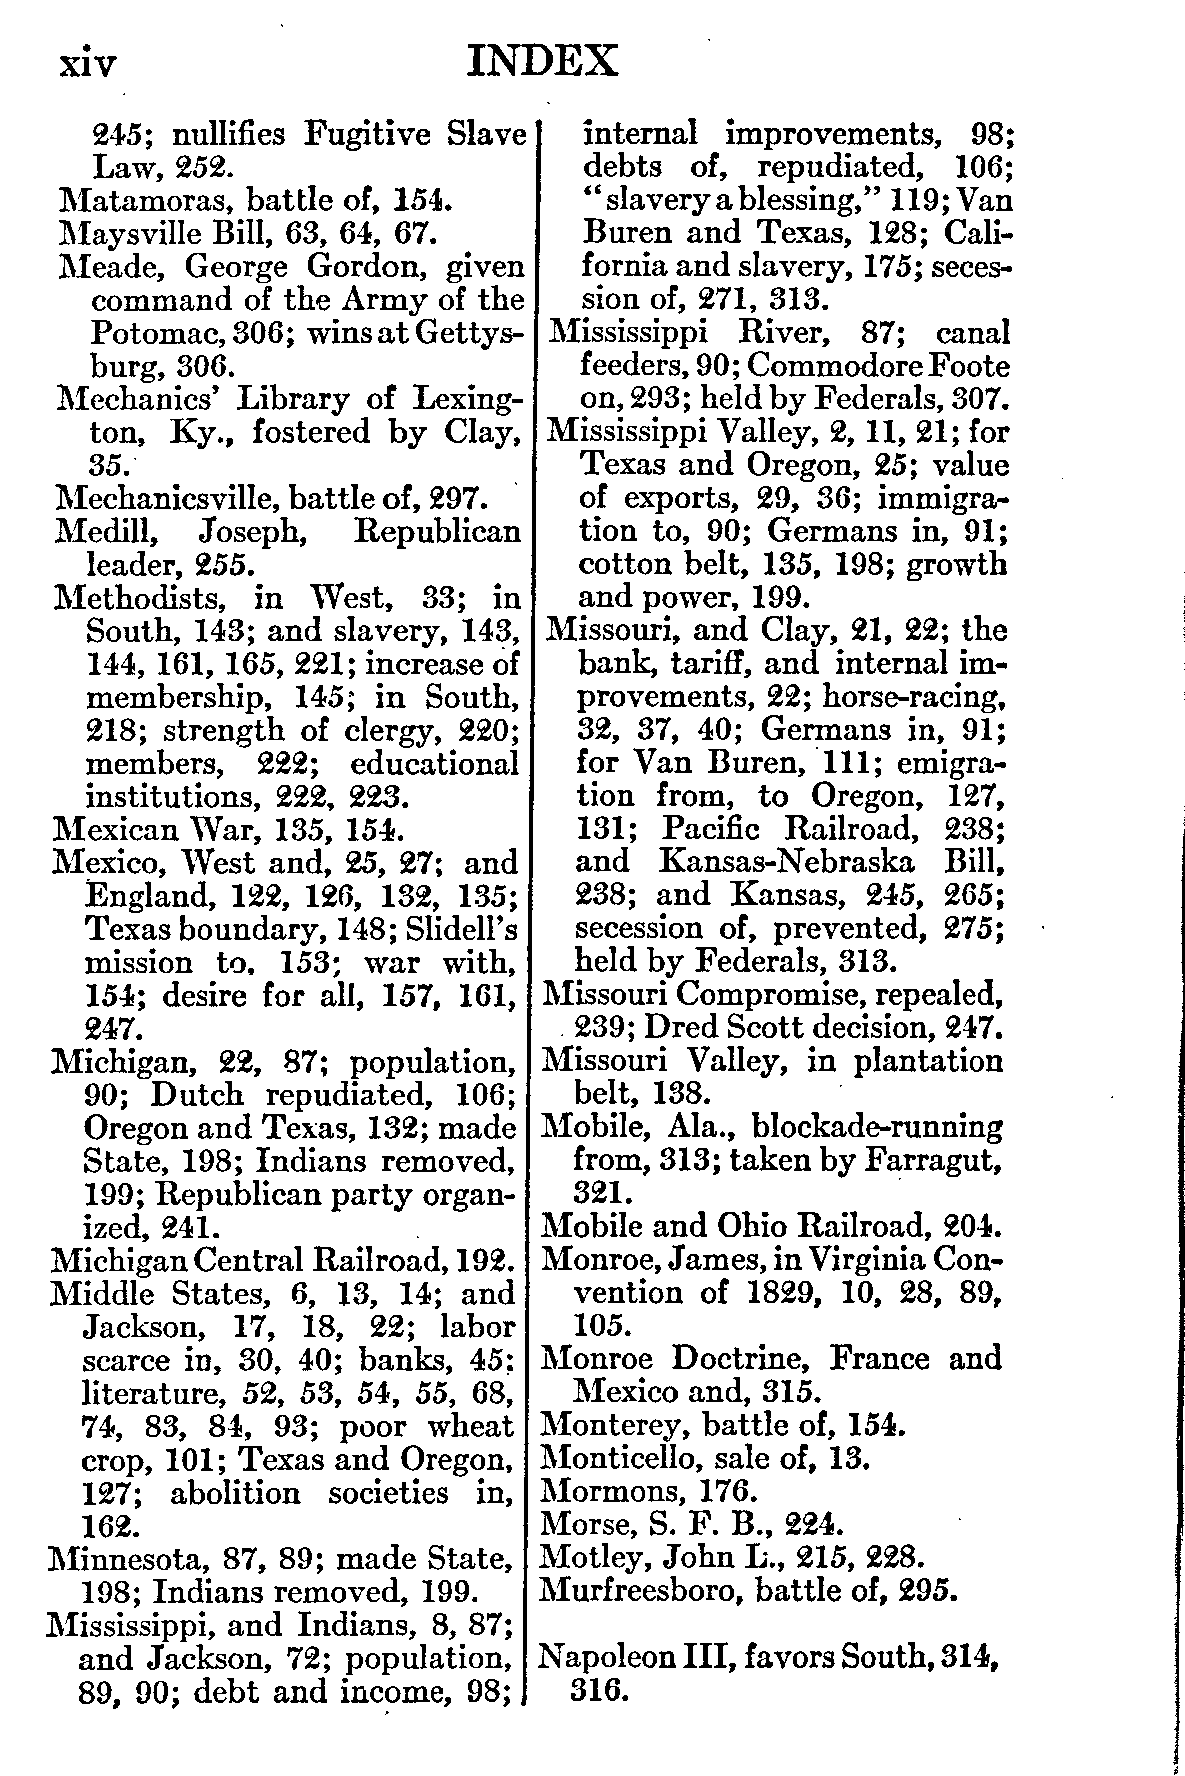 xiv INDEX
245; nullifies Fugitive Slave
Law, 252.
Matamoras, battle of, 154.
Maysville Bill, 63, 64, 67.
Meade, George Gordon, given
command of the Army of the
Potomac, 306; wins at Gettys-
burg, 306.
Mechanics’ Library of Lexing-
ton, Ky., fostered by Clay,
35.
Mechanicsville, battle of, 297.
Medill, Joseph, Republican
leader, 255.
Methodists, in West, 33; in
South, 143; and slavery, 143,
144, 161, 165, 221; increase of
membership, 145; in South,
218; strength of clergy, 220;
members, 222; educational
institutions, 222, 223.
Mexican War, 135, 154.
Mexico, West and, 25, 27; and
England, 122, 126, 132, 135;
Texas boundary, 148; Slidell’s
mission to. 153; war with,
154; desire for all, 157, 161,
247.
Michigan, 22, 87; population,
90; Dutch repudiated, 106;
Oregon and Texas, 132; made
State, 198; Indians removed,
199; Republican party organ-
ized, 241.
Michigan Central Railroad, 192.
Middle States, 6, 13, 14; and
Jackson, 17, 18, 22; labor
scarce in, 30, 40; banks, 45;
literature, 52, 53, 54, 55, 68,
74, 83, 84, 93; poor wheat
crop, 101; Texas and Oregon,
127; abolition societies in,
162.
Minnesota, 87, 89; made State,
198; Indians removed, 199.
Mississippi, and Indians, 8, 87;
and Jackson, 72; population,
89, 90; debt and income, 98;
internal improvements, 98;
debts of, repudiated, 106;
“slavery a blessing,” 119; Van
Buren and Texas, 128; Cali-
fornia and slavery, 175; seces-
sion of, 271, 313.
Mississippi River, 87; canal
feeders, 90; Commodore Foote
on, 293; held by Federals, 307.
Mississippi Valley, 2, 11, 21; for
Texas and Oregon, 25; value
of exports, 29, 36; immigra-
tion to, 90; Germans in, 91;
cotton belt, 135, 198; growth
and power, 199.
Missouri, and Clay, 21, 22; the
bank, tariff, and internal im-
provements, 22; horse-racing,
32, 37, 40; Germans in, 91;
for Van Buren, 111; emigra-
tion from, to Oregon, 127,
131; Pacific Railroad, 238;
and Kansas-Nebraska Bill,
238; and Kansas, 245, 265;
secession of, prevented, 275;
held by Federals, 313.
Missouri Compromise, repealed,
239; Dred Scott decision, 247.
Missouri Valley, in plantation
belt, 138.
Mobile, Ala., blockade-running
from, 313; taken by Farragut,
321.
Mobile and Ohio Railroad, 204.
Monroe, James, in Virginia Con-
vention of 1829, 10, 28, 89,
105.
Monroe Doctrine, France and
Mexico and, 315.
Monterey, battle of, 154.
Monticello, sale of, 13.
Mormons, 176.
Morse, S. F. B., 224.
Motley, John L., 215, 228.
Murfreesboro, battle of, 295.
Napoleon III, favors South, 314,
316.